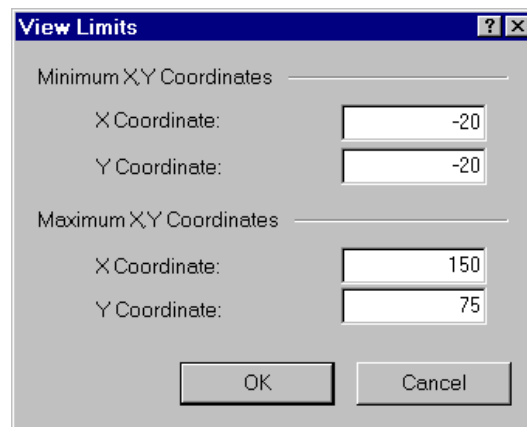 View Limits
Minimum X,Y Coordinates
X Coordinate: -20
Y Coordinate: -20
Maximum X,Y Coordinates
X Coordinate: 150
Y Coordinate: 75
OK Cancel